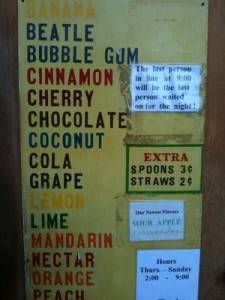 BANANA
BEATLE
BUBBLE GUM
CINNAMON
CHERRY
CHOCOLATE
COCONUT
COLA
GRAPE
LEMON
LIME
MANDARIN
NECTAR
ORANGE
PEACH
The last person
in line at 9:00
will be the last
person waited
on for the night!
EXTRA
SPOONS 3¢
STRAWS 2¢
Our Newest Flavors
SOUR APPLE
Hours
Thurs. - Sunday
2:00 - 9:00